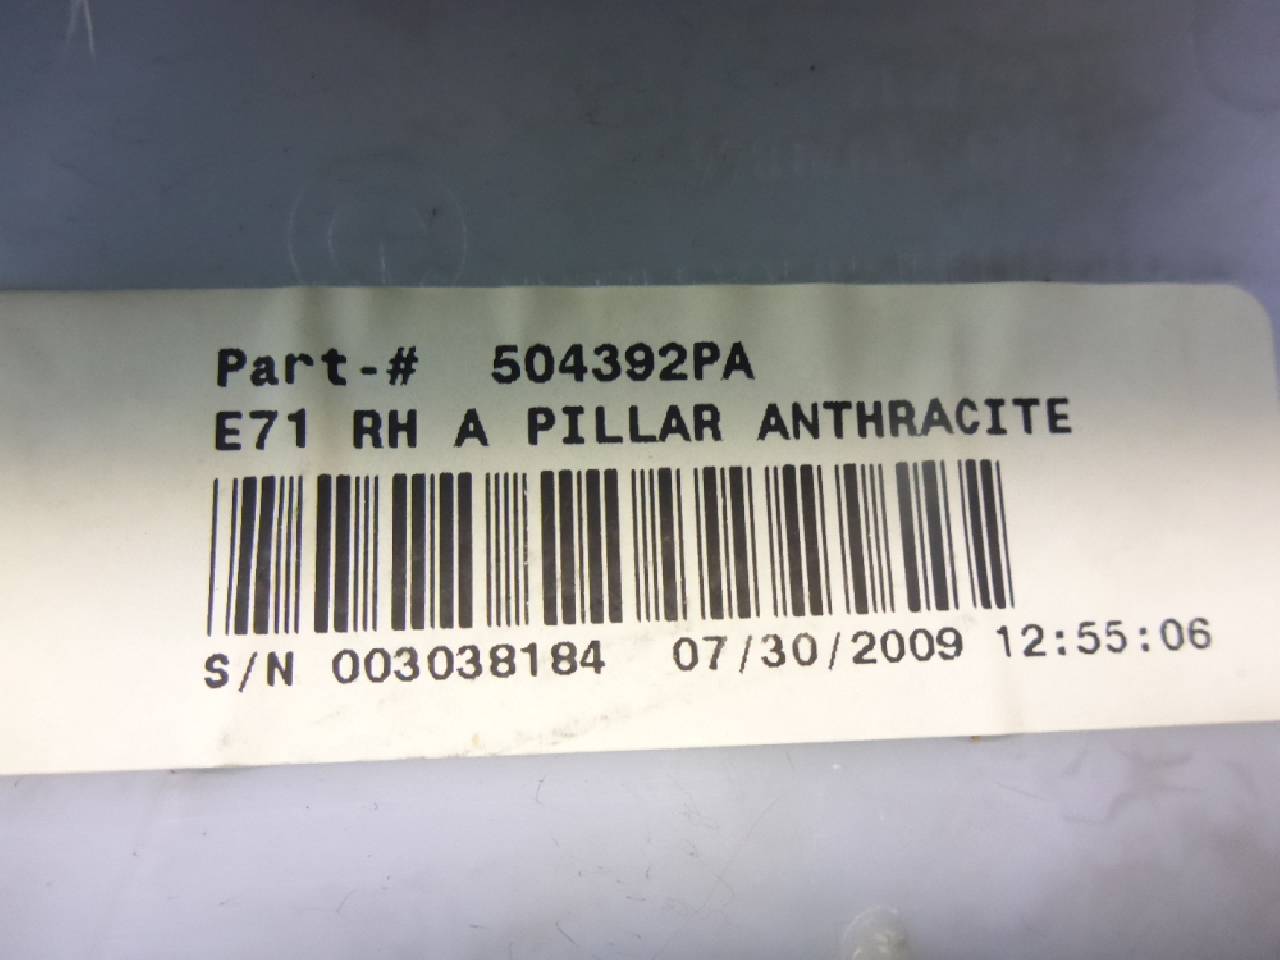 Part-# 504392PA
E71 RH A PILLAR ANTHRACITE
S/N 003038184 07/30/2009 12:55:06